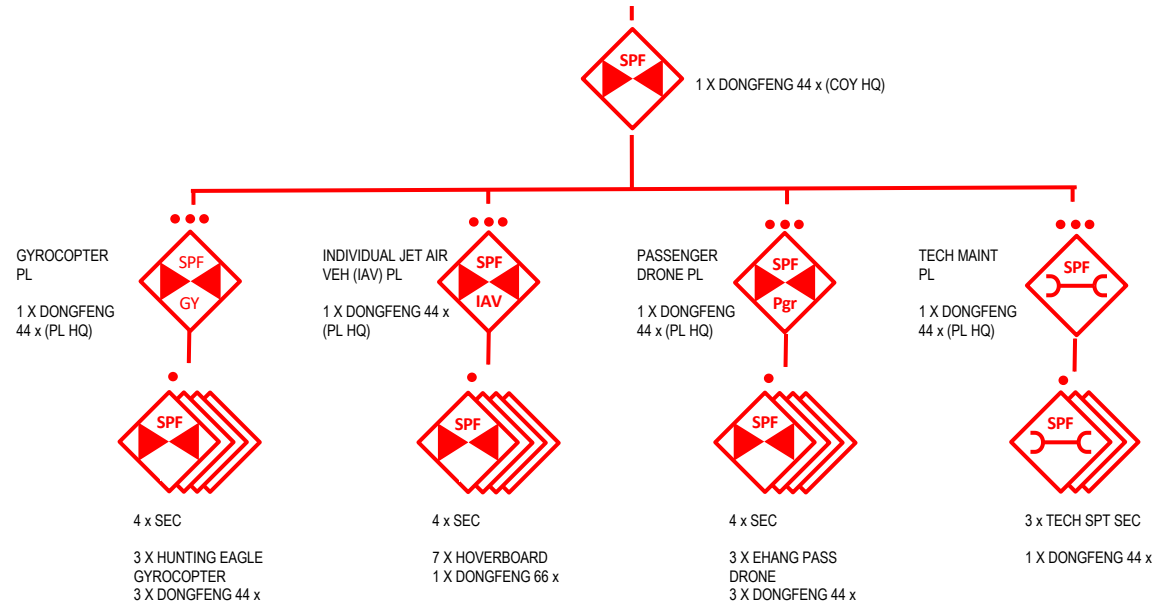 SPF
1 X DONGFENG 44 x (COY HQ)
GYROCOPTER
PL
1 X DONGFENG
44 x (PL HQ)
SPF
GY
INDIVIDUAL JET AIR
VEH (IAV) PL
1 X DONGFENG 44 x
(PL HQ)
SPF
IAV
PASSENGER
DRONE PL
1 X DONGFENG
44 x (PL HQ)
SPF
Pgr
TECH MAINT
PL
1 X DONGFENG
44 x (PL HQ)
SPF
SPF
4 x SEC
3 X HUNTING EAGLE
GYROCOPTER
3 X DONGFENG 44 x
SPF
4 x SEC
7 X HOVERBOARD
1 X DONGFENG 66 x
SPF
4 x SEC
3 X EHANG PASS
DRONE
3 X DONGFENG 44 x
SPF
3 x TECH SPT SEC
1 X DONGFENG 44 x